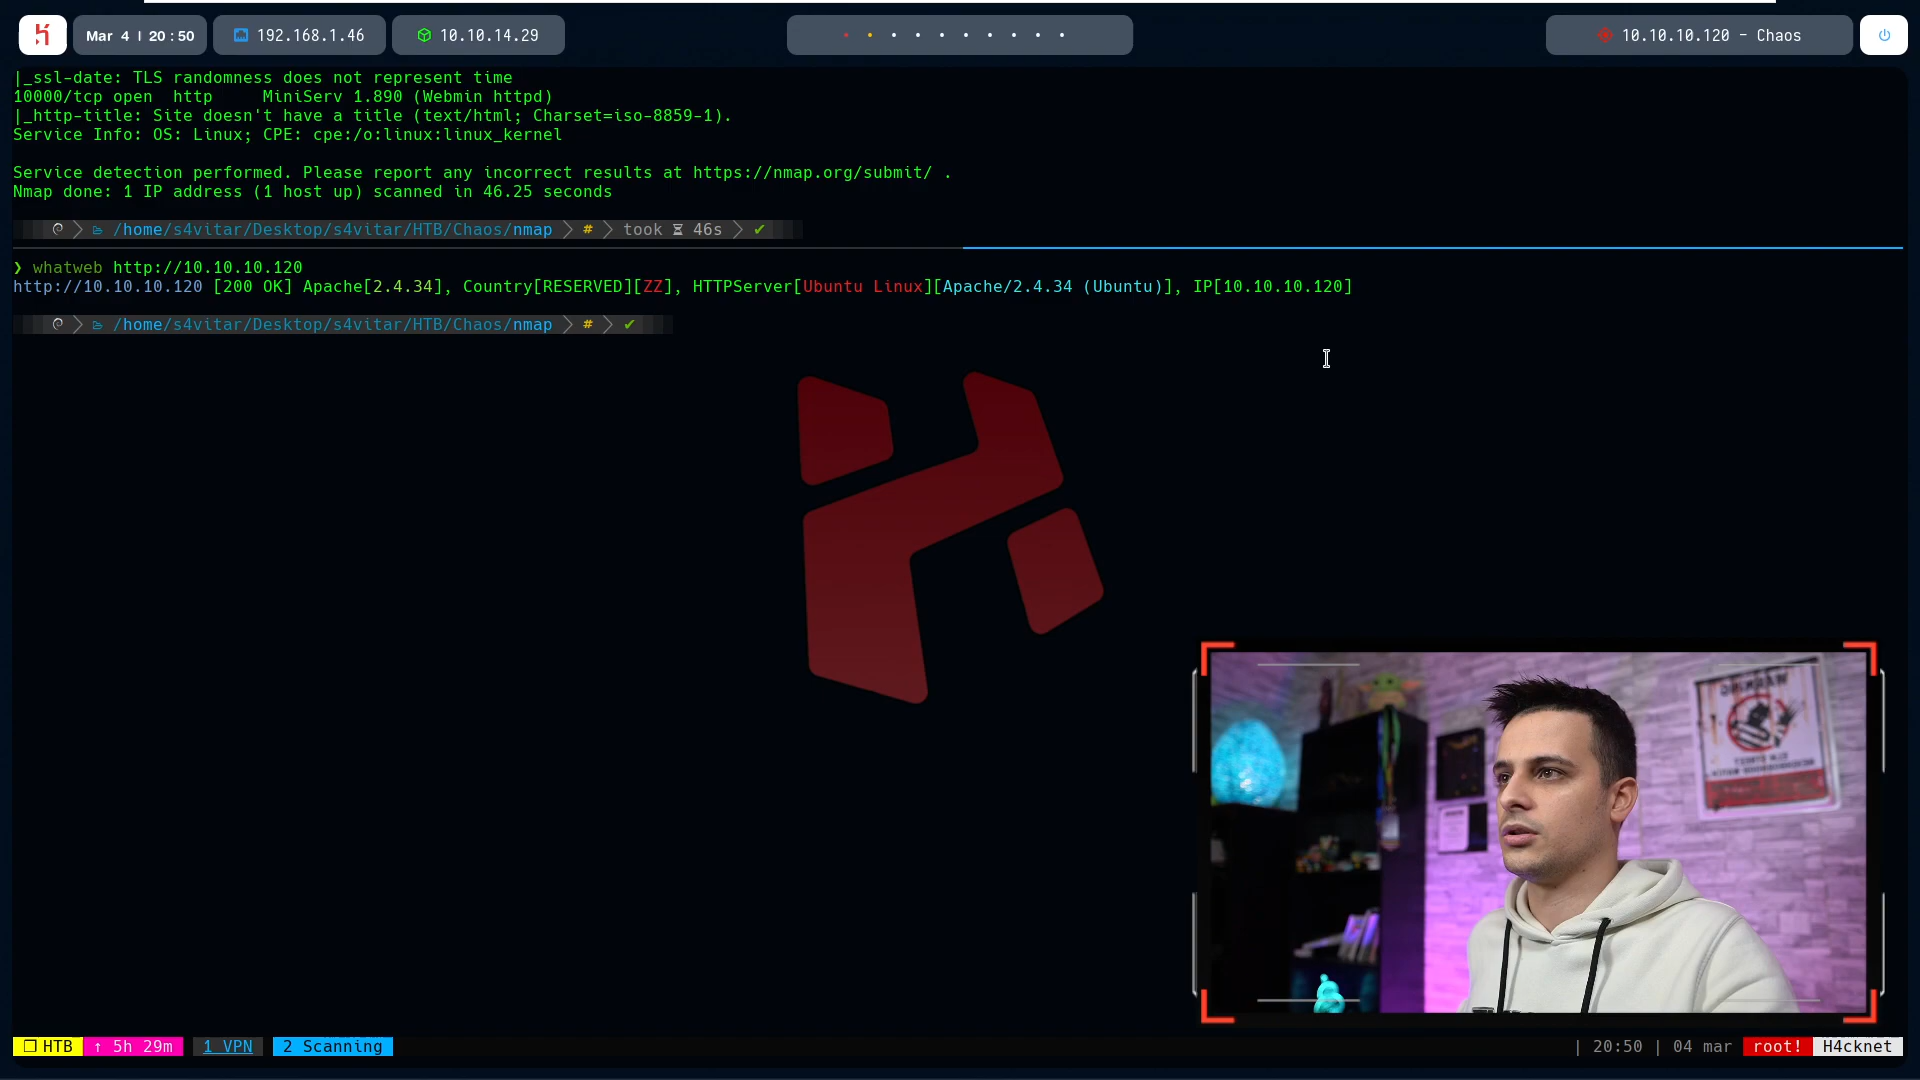 Mar 4 | 20:50
192.168.1.46
10.10.14.29
10.10.10.120 - Chaos
|_ssl-date: TLS randomness does not represent time
10000/tcp open  http     MiniServ 1.890 (Webmin httpd)
|_http-title: Site doesn't have a title (text/html; Charset=iso-8859-1).
Service Info: OS: Linux; CPE: cpe:/o:linux:linux_kernel
Service detection performed. Please report any incorrect results at https://nmap.org/submit/ .
Nmap done: 1 IP address (1 host up) scanned in 46.25 seconds
/home/s4vitar/Desktop/s4vitar/HTB/Chaos/nmap # took 46s ✔
❯ whatweb http://10.10.10.120
http://10.10.10.120 [200 OK] Apache[2.4.34], Country[RESERVED][ZZ], HTTPServer[Ubuntu Linux][Apache/2.4.34 (Ubuntu)], IP[10.10.10.120]
/home/s4vitar/Desktop/s4vitar/HTB/Chaos/nmap # ✔
WARNING
HTB ↑ 5h 29m 1 VPN 2 Scanning
| 20:50 | 04 mar root! H4cknet